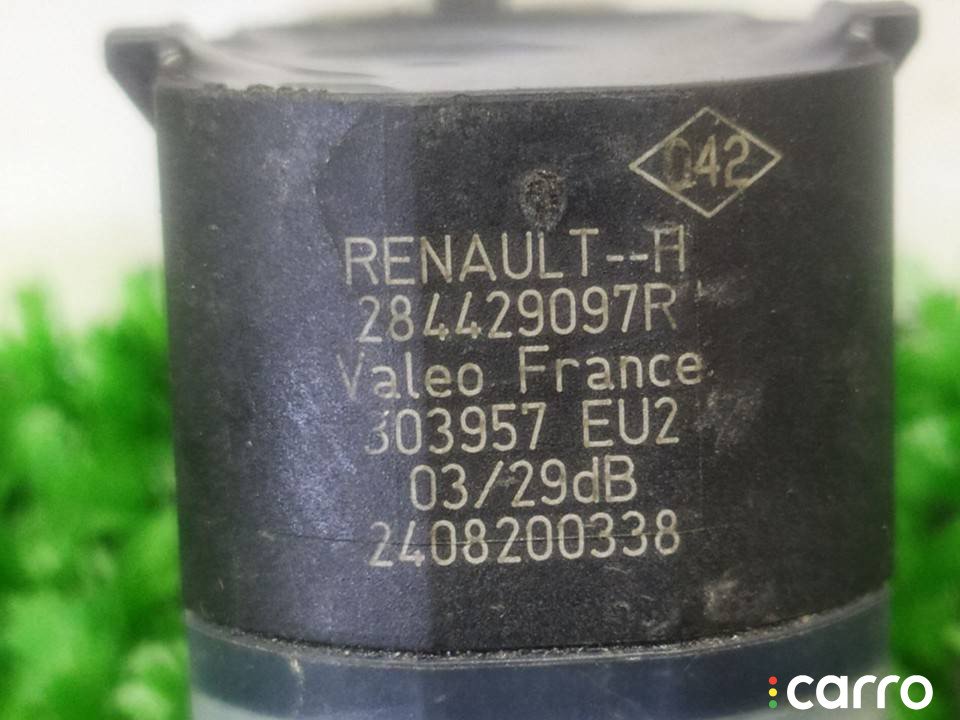 Q42
RENAULT--H
284429097R
Valeo France
303957 EU2
03/29dB
2408200338
carro